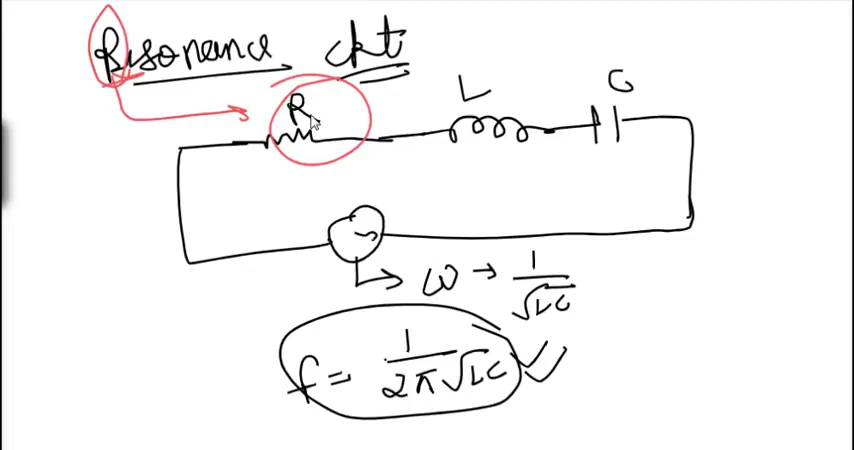 Resonance ckt
R L C
ω → 1/√LC
f = 1/2π√LC